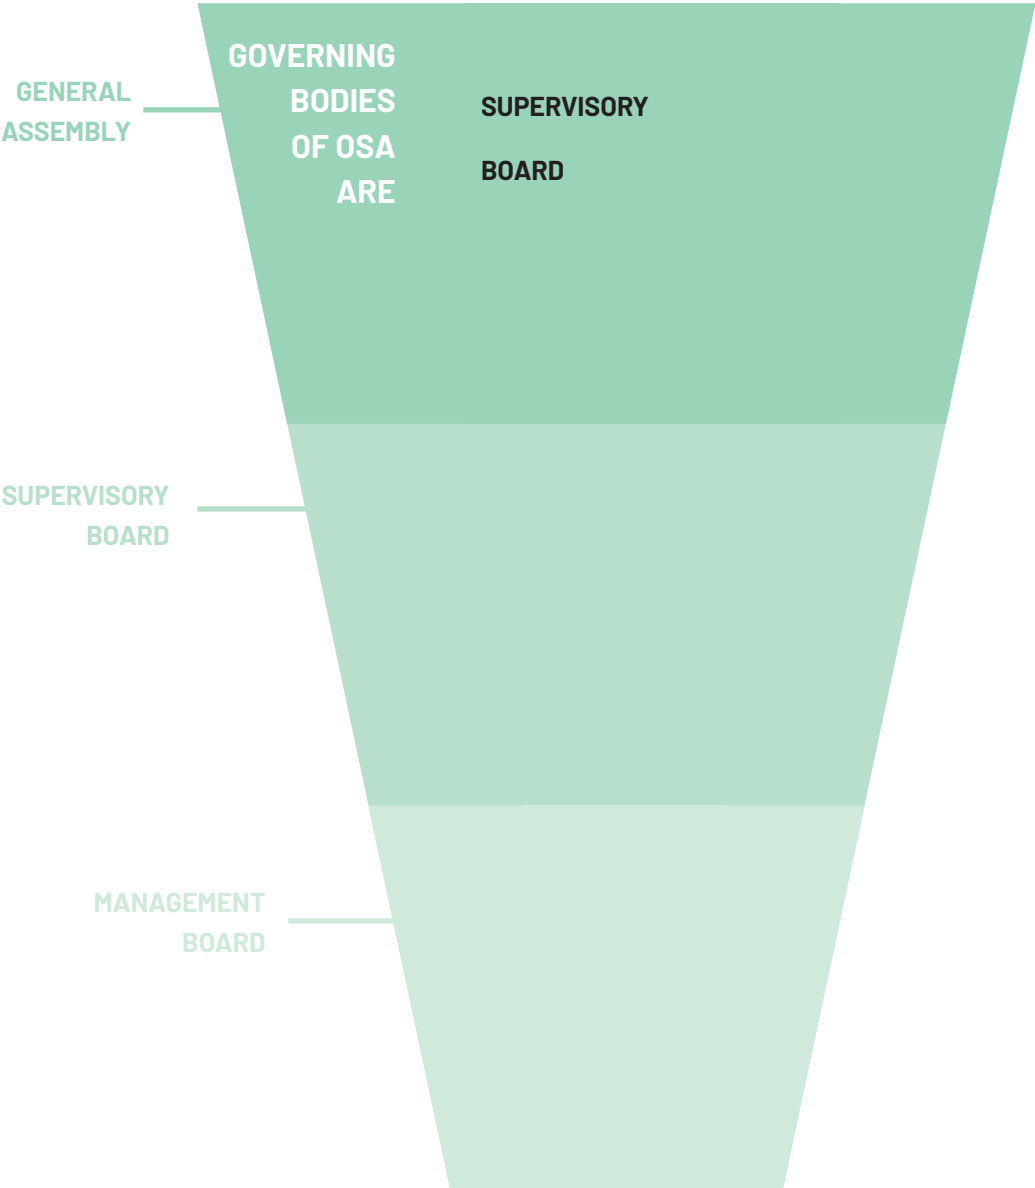 GENERAL
ASSEMBLY
GOVERNING
BODIES
OF OSA
ARE
SUPERVISORY
BOARD
SUPERVISORY
BOARD
MANAGEMENT
BOARD